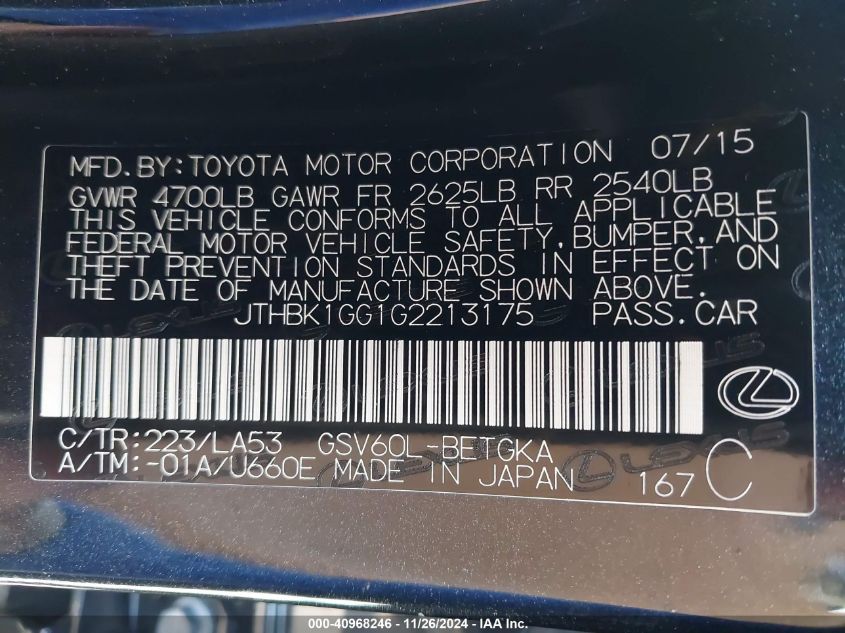 MFD.BY:TOYOTA MOTOR CORPORATION 07/15
GVWR 4700LB GAWR FR 2625LB RR 2540LB
THIS VEHICLE CONFORMS TO ALL APPLICABLE
FEDERAL MOTOR VEHICLE SAFETY,BUMPER,AND
THEFT PREVENTION STANDARDS IN EFFECT ON
THE DATE OF MANUFACTURE SHOWN ABOVE.
JTHBK1GG1G2213175 PASS.CAR
C/TR:223/LA53 GSV60L-BETGKA
A/TM:-01A/U660E MADE IN JAPAN 167 C
000-40968246 - 11/26/2024 - IAA Inc.